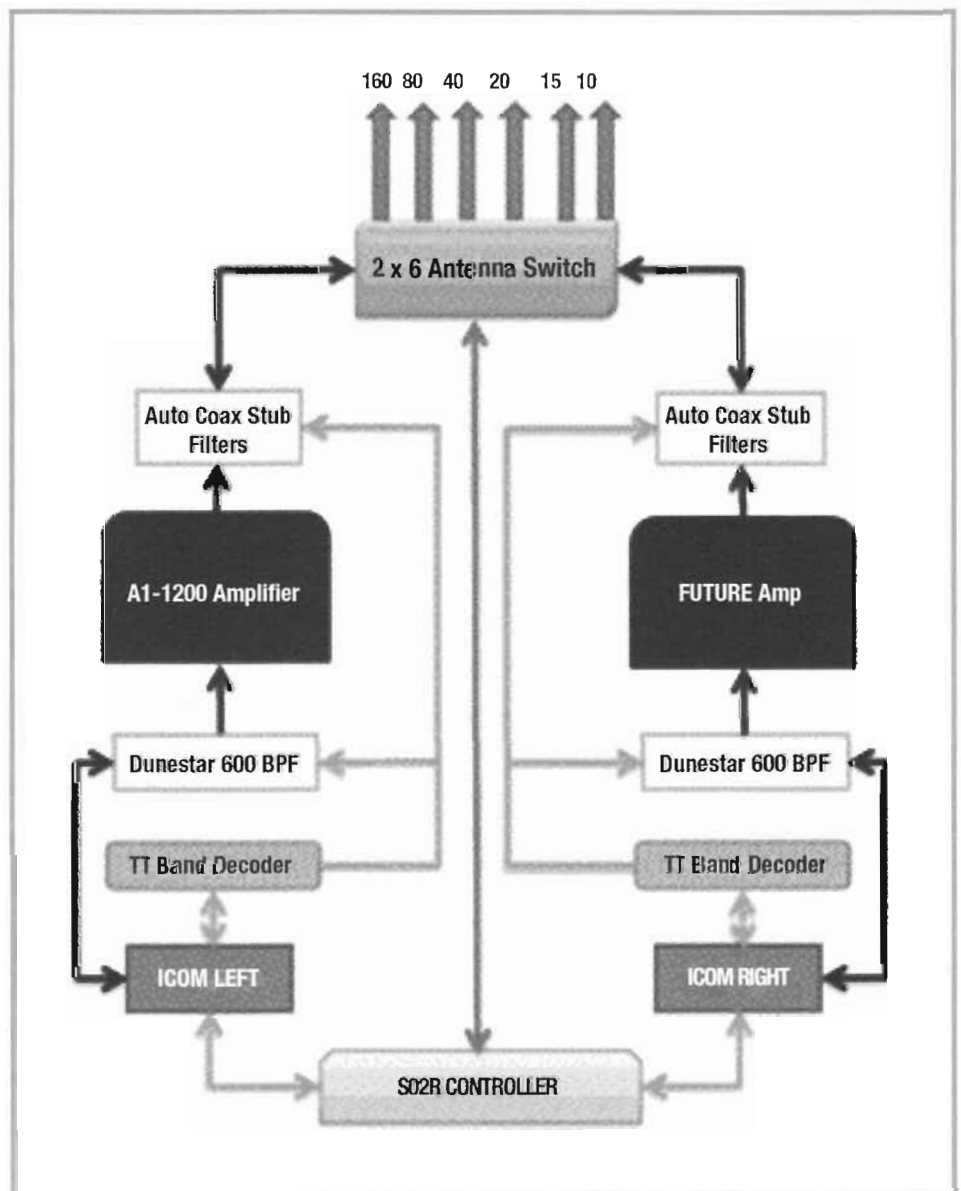 160 80 40 20 15 10
2 x 6 Antenna Switch
Auto Coax Stub
Filters
Auto Coax Stub
Filters
A1-1200 Amplifier
FUTURE Amp
Dunestar 600 BPF
Dunestar 600 BPF
TT Band Decoder
TT Band Decoder
ICOM LEFT
ICOM RIGHT
S02R CONTROLLER